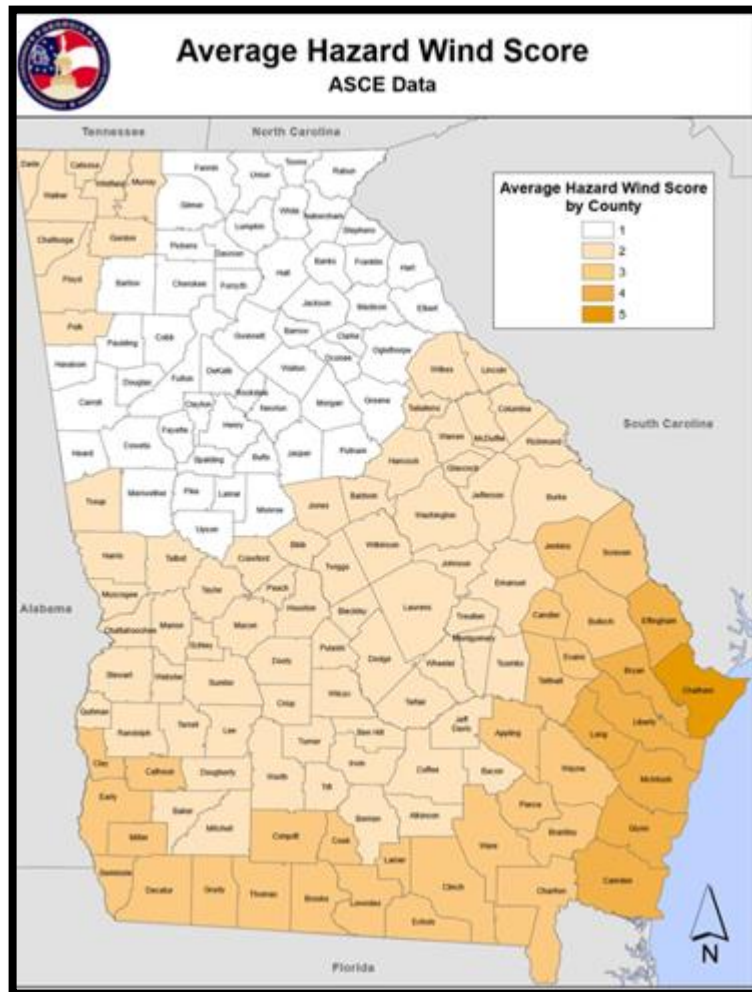 Average Hazard Wind Score
ASCE Data
Tennessee
North Carolina
Average Hazard Wind Score
by County
1
2
3
4
5
Dade
Catoosa
Whitfield
Murray
Fannin
Union
Towns
Rabun
Walker
Gilmer
White
Habersham
Lumpkin
Stephens
Chattooga
Gordon
Pickens
Dawson
Banks
Franklin
Hart
Floyd
Bartow
Cherokee
Forsyth
Hall
Jackson
Madison
Elbert
Polk
Paulding
Cobb
Gwinnett
Barrow
Clarke
Oconee
Oglethorpe
Wilkes
Lincoln
Haralson
Douglas
Fulton
DeKalb
Walton
Rockdale
Newton
Morgan
Greene
Taliaferro
Columbia
Carroll
Clayton
Fayette
Henry
Warren
McDuffie
Richmond
South Carolina
Heard
Coweta
Spalding
Butts
Jasper
Putnam
Hancock
Glascock
Troup
Meriwether
Pike
Lamar
Monroe
Jones
Baldwin
Washington
Jefferson
Burke
Upson
Harris
Talbot
Crawford
Bibb
Twiggs
Wilkinson
Johnson
Emanuel
Jenkins
Screven
Muscogee
Taylor
Peach
Houston
Bleckley
Laurens
Treutlen
Candler
Bulloch
Effingham
Alabama
Chattahoochee
Marion
Schley
Macon
Pulaski
Dodge
Wheeler
Montgomery
Toombs
Tattnall
Evans
Bryan
Chatham
Stewart
Webster
Sumter
Dooly
Wilcox
Telfair
Liberty
Quitman
Randolph
Terrell
Lee
Crisp
Turner
Ben Hill
Jeff
Davis
Appling
Long
McIntosh
Clay
Calhoun
Dougherty
Worth
Tift
Irwin
Coffee
Bacon
Wayne
Early
Baker
Mitchell
Berrien
Atkinson
Pierce
Glynn
Miller
Colquitt
Cook
Lanier
Ware
Brantley
Camden
Seminole
Decatur
Grady
Thomas
Brooks
Lowndes
Echols
Clinch
Charlton
Florida
N